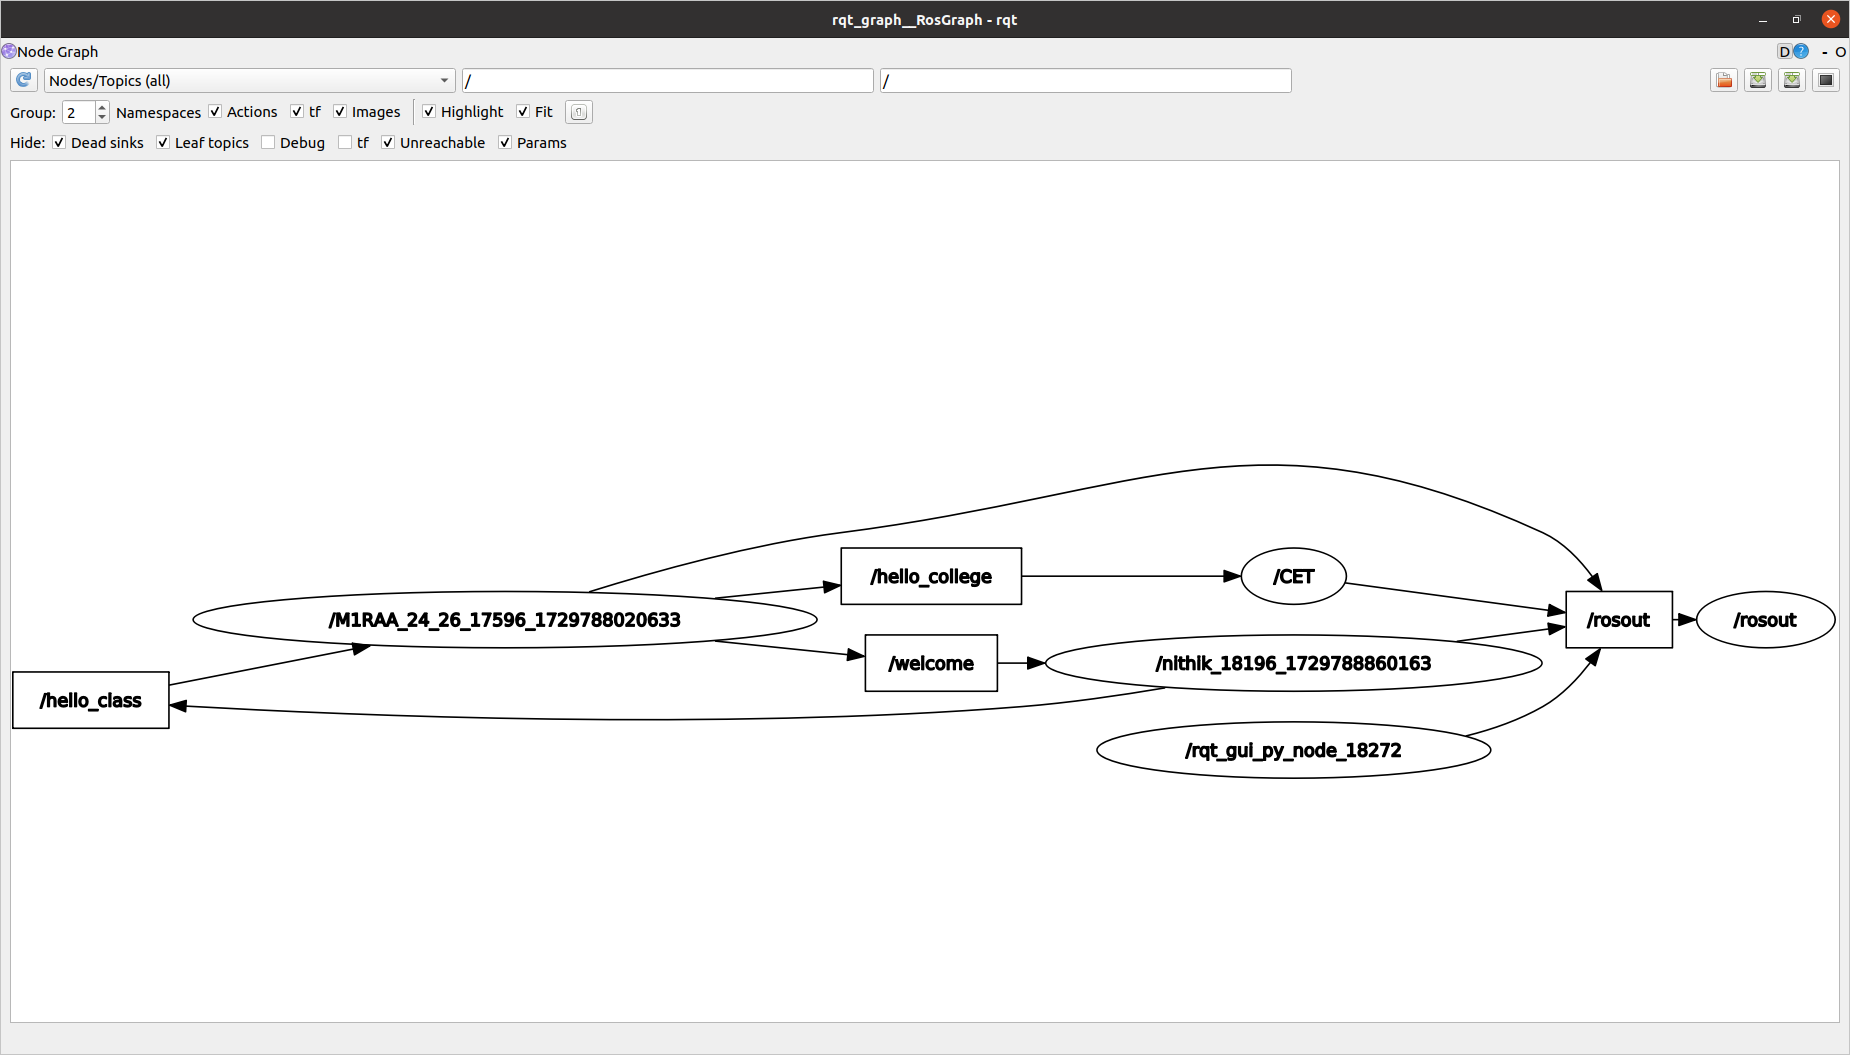 rqt_graph__RosGraph - rqt
Node Graph
D ? - O
Nodes/Topics (all) / /
Group: 2 Namespaces Actions tf Images Highlight Fit
Hide: Dead sinks Leaf topics Debug tf Unreachable Params
/hello_college
/CET
/M1RAA_24_26_17596_1729788020633
/rosout
/rosout
/welcome
/nithik_18196_1729788860163
/hello_class
/rqt_gui_py_node_18272